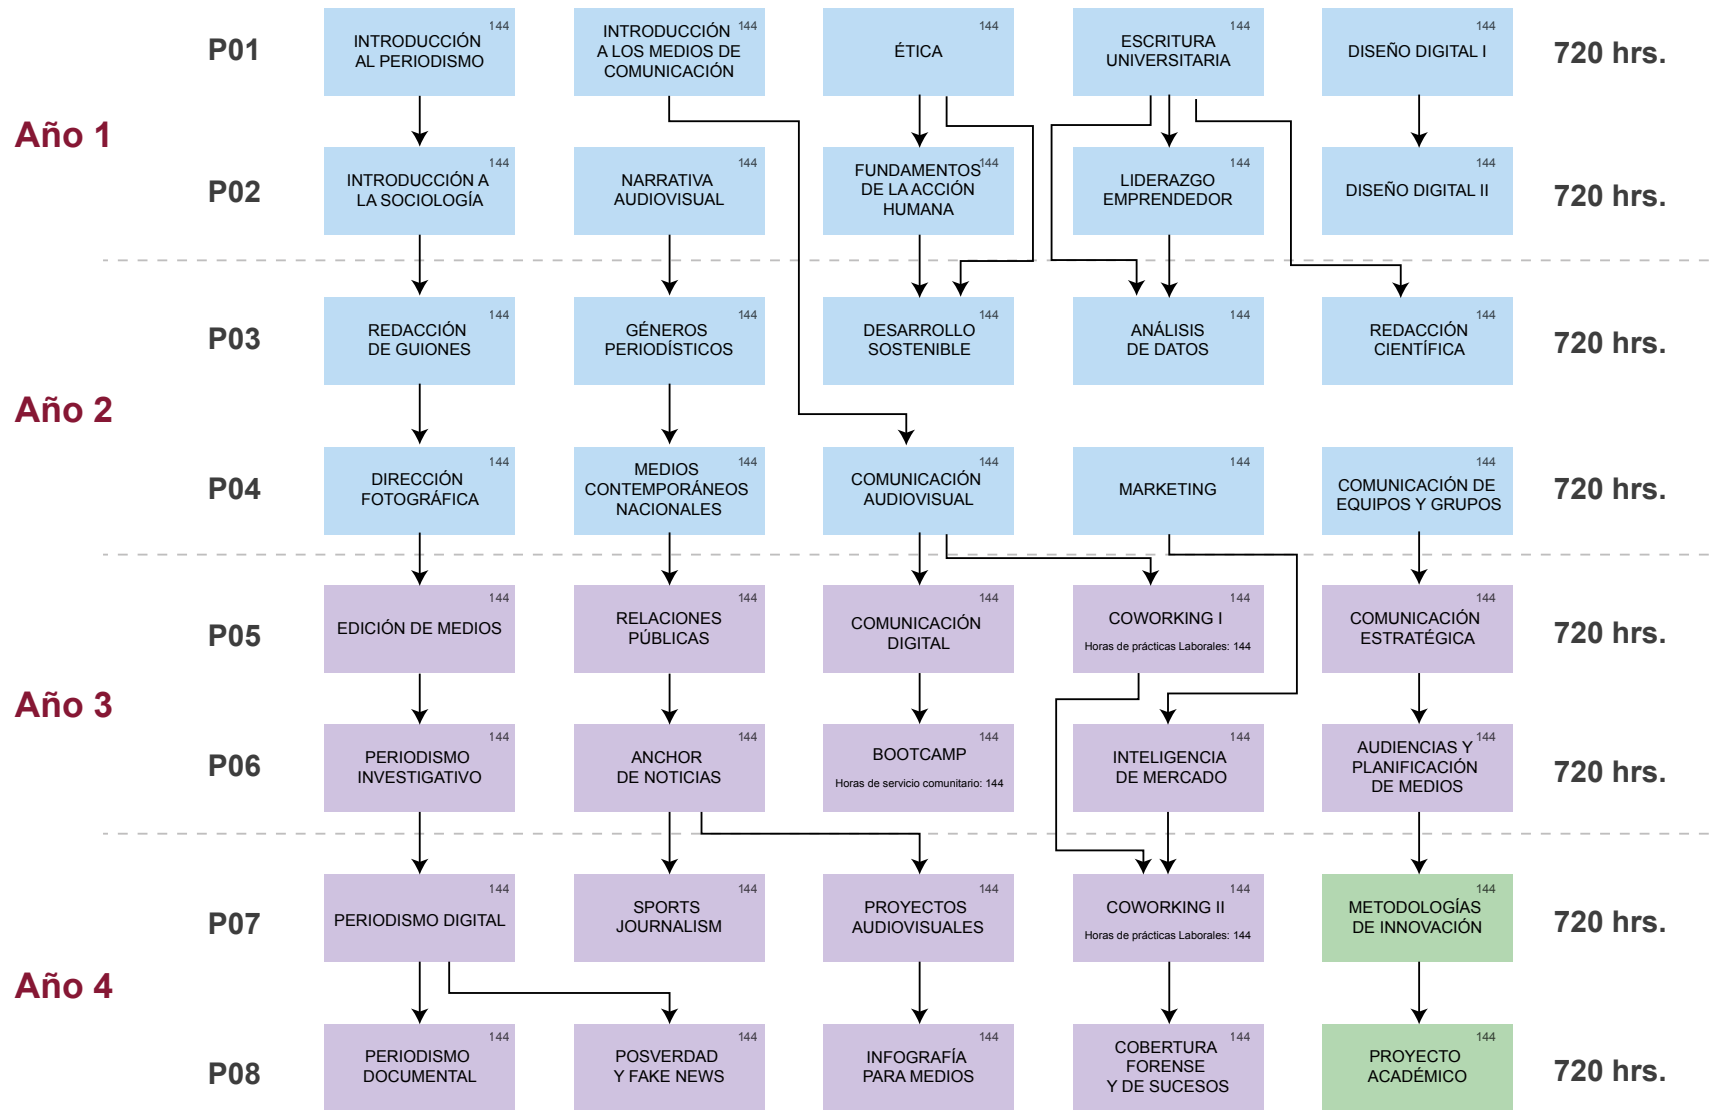 P01
144
INTRODUCCIÓN
AL PERIODISMO
144
INTRODUCCIÓN
A LOS MEDIOS DE
COMUNICACIÓN
144
ÉTICA
144
ESCRITURA
UNIVERSITARIA
144
DISEÑO DIGITAL I
720 hrs.
Año 1
P02
144
INTRODUCCIÓN A
LA SOCIOLOGÍA
144
NARRATIVA
AUDIOVISUAL
144
FUNDAMENTOS
DE LA ACCIÓN
HUMANA
144
LIDERAZGO
EMPRENDEDOR
144
DISEÑO DIGITAL II
720 hrs.
P03
144
REDACCIÓN
DE GUIONES
144
GÉNEROS
PERIODÍSTICOS
144
DESARROLLO
SOSTENIBLE
144
ANÁLISIS
DE DATOS
144
REDACCIÓN
CIENTÍFICA
720 hrs.
Año 2
P04
144
DIRECCIÓN
FOTOGRÁFICA
144
MEDIOS
CONTEMPORÁNEOS
NACIONALES
144
COMUNICACIÓN
AUDIOVISUAL
144
MARKETING
144
COMUNICACIÓN DE
EQUIPOS Y GRUPOS
720 hrs.
P05
144
EDICIÓN DE MEDIOS
144
RELACIONES
PÚBLICAS
144
COMUNICACIÓN
DIGITAL
144
COWORKING I
Horas de prácticas Laborales: 144
144
COMUNICACIÓN
ESTRATÉGICA
720 hrs.
Año 3
P06
144
PERIODISMO
INVESTIGATIVO
144
ANCHOR
DE NOTICIAS
144
BOOTCAMP
Horas de servicio comunitario: 144
144
INTELIGENCIA
DE MERCADO
144
AUDIENCIAS Y
PLANIFICACIÓN
DE MEDIOS
720 hrs.
P07
144
PERIODISMO DIGITAL
144
SPORTS
JOURNALISM
144
PROYECTOS
AUDIOVISUALES
144
COWORKING II
Horas de prácticas Laborales: 144
144
METODOLOGÍAS
DE INNOVACIÓN
720 hrs.
Año 4
P08
144
PERIODISMO
DOCUMENTAL
144
POSVERDAD
Y FAKE NEWS
144
INFOGRAFÍA
PARA MEDIOS
144
COBERTURA
FORENSE
Y DE SUCESOS
144
PROYECTO
ACADÉMICO
720 hrs.